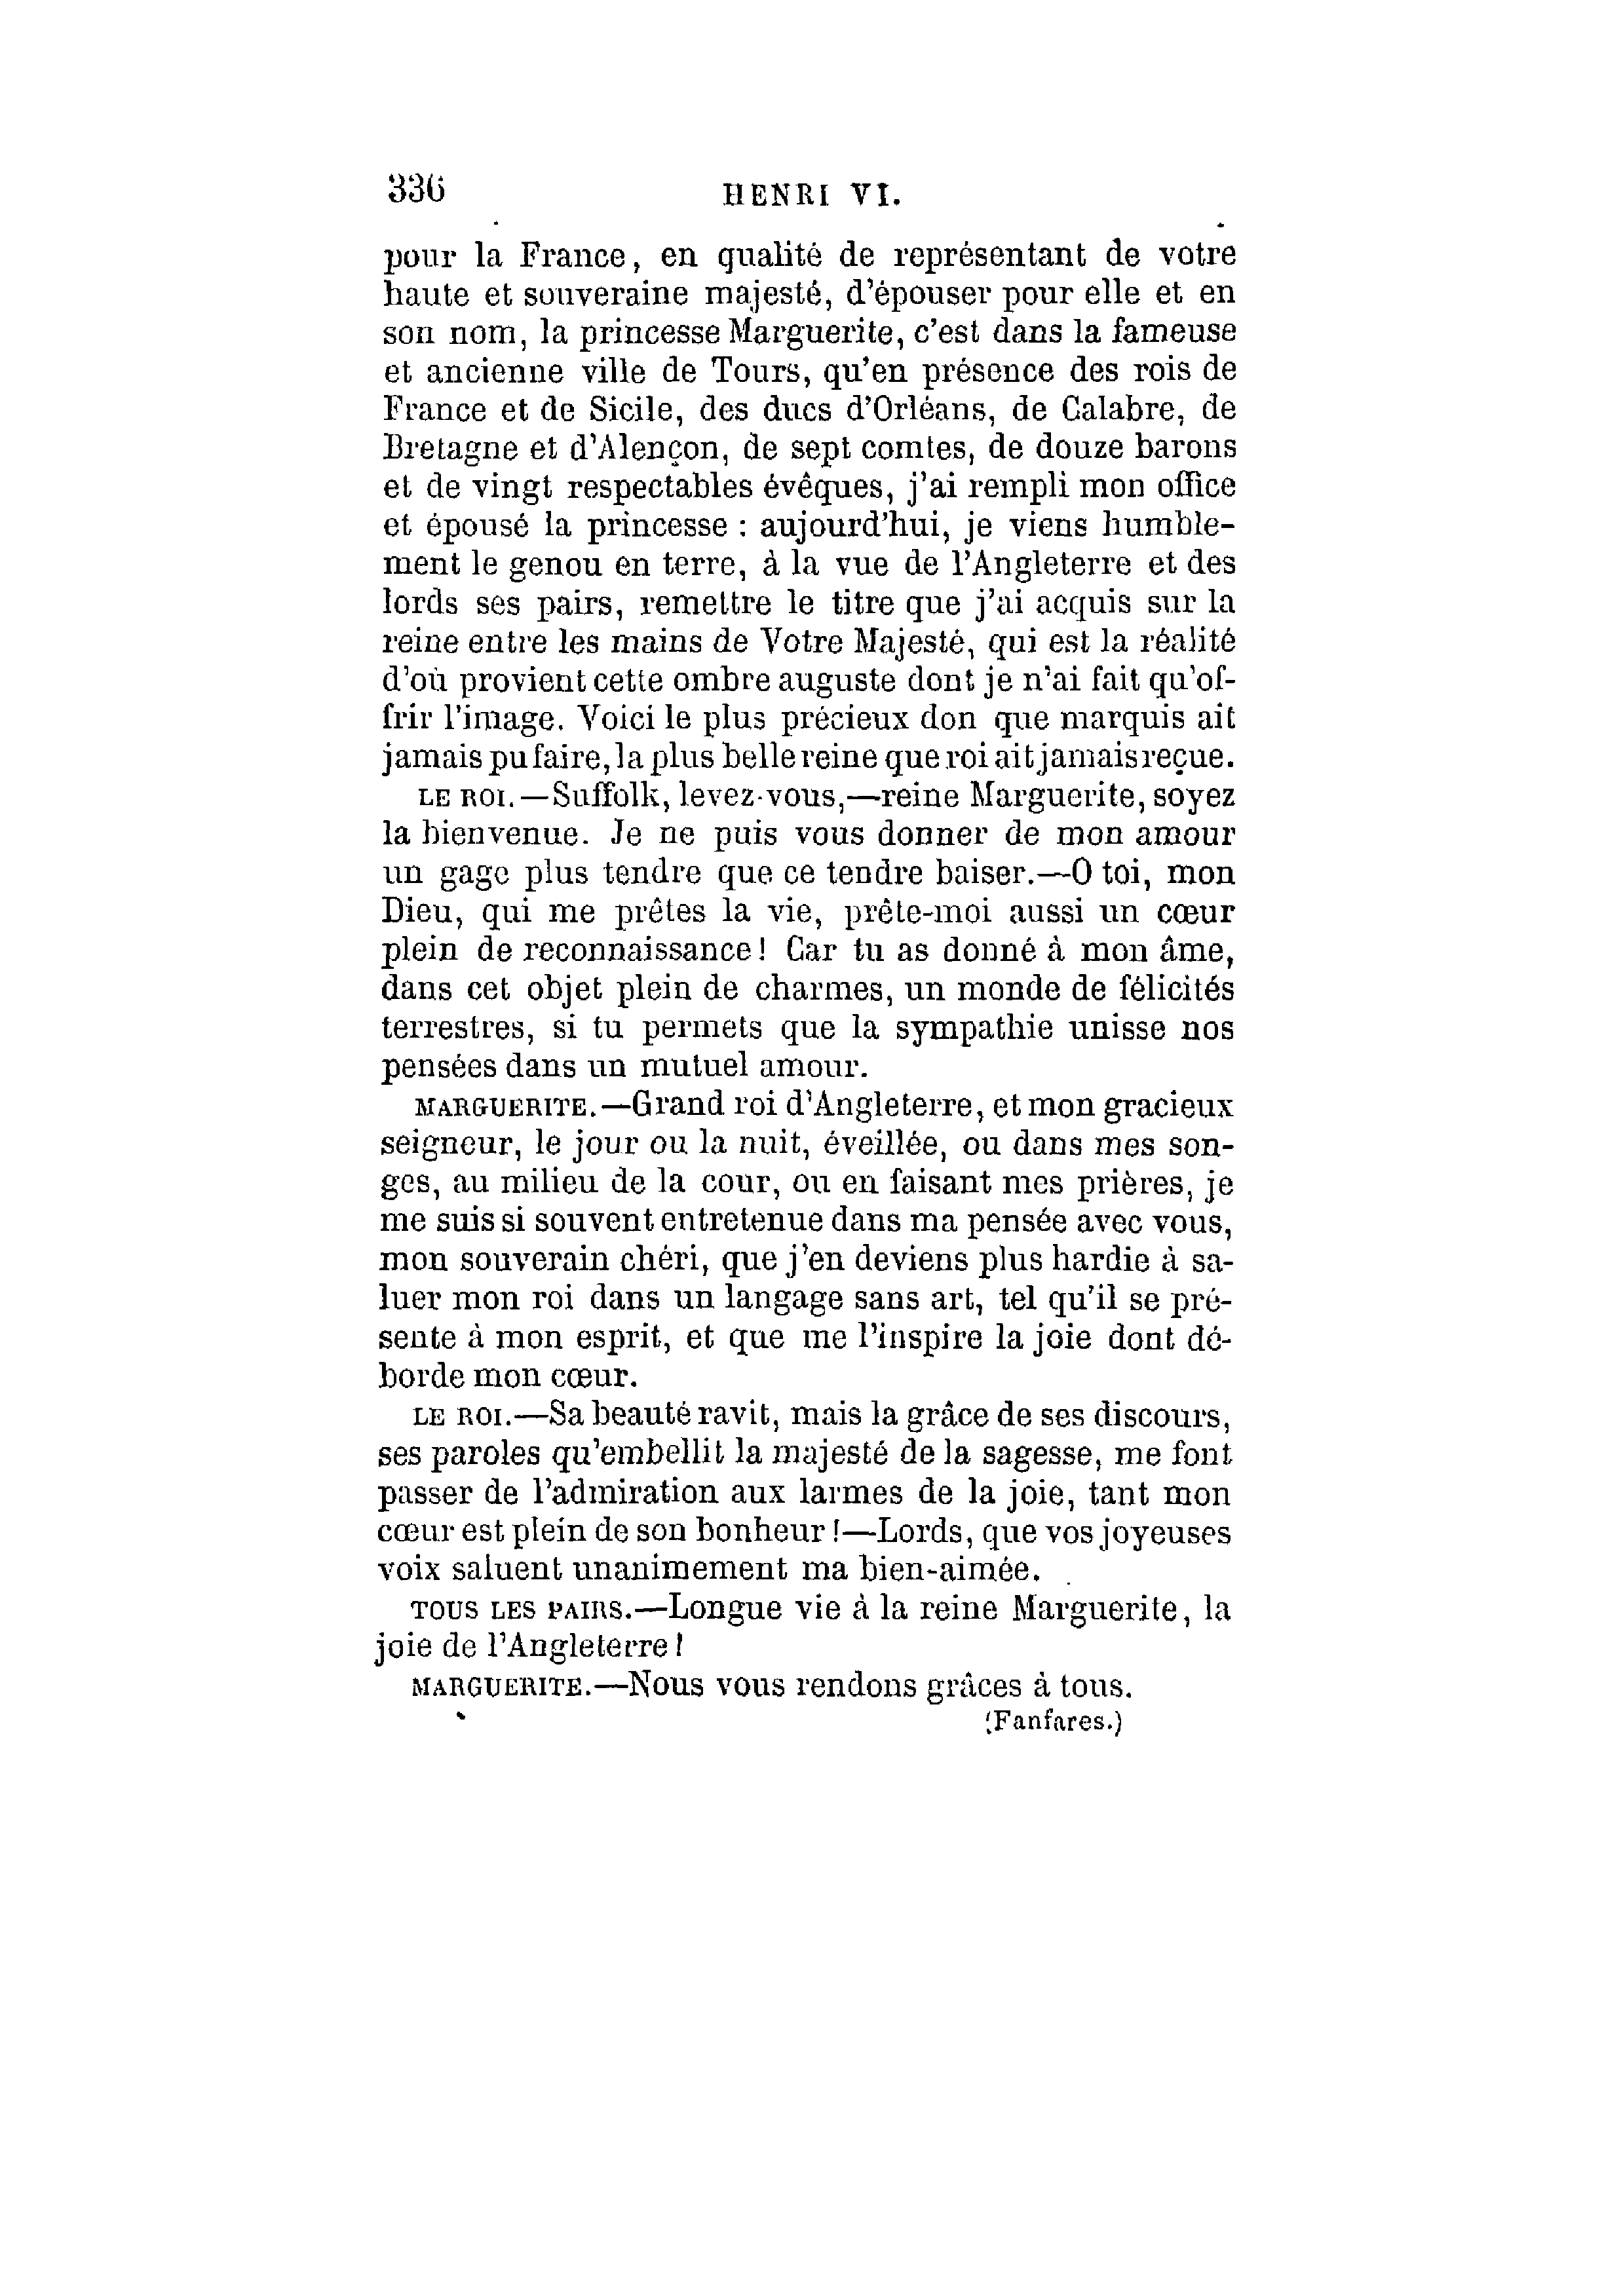 336
HENRI VI.
pour la France, en qualité de représentant de votre
haute et souveraine majesté, d'épouser pour elle et en
son nom, la princesse Marguerite, c'est dans la fameuse
et ancienne ville de Tours, qu'en présence des rois de
France et de Sicile, des ducs d'Orléans, de Calabre, de
Bretagne et d'Alençon, de sept comtes, de douze barons
et de vingt respectables évêques, j'ai rempli mon office
et épousé la princesse : aujourd'hui, je viens humble-
ment le genou en terre, à la vue de l'Angleterre et des
lords ses pairs, remettre le titre que j'ai acquis sur la
reine entre les mains de Votre Majesté, qui est la réalité
d'où provient cette ombre auguste dont je n'ai fait qu'of-
frir l'image. Voici le plus précieux don que marquis ait
jamais pu faire, la plus belle reine que roi ait jamais reçue.
LE ROI.—Suffolk, levez-vous,—reine Marguerite, soyez
la bienvenue. Je ne puis vous donner de mon amour
un gage plus tendre que ce tendre baiser.—O toi, mon
Dieu, qui me prêtes la vie, prête-moi aussi un cœur
plein de reconnaissance! Car tu as donné à mon âme,
dans cet objet plein de charmes, un monde de félicités
terrestres, si tu permets que la sympathie unisse nos
pensées dans un mutuel amour.
MARGUERITE.—Grand roi d'Angleterre, et mon gracieux
seigneur, le jour ou la nuit, éveillée, ou dans mes son-
ges, au milieu de la cour, ou en faisant mes prières, je
me suis si souvent entretenue dans ma pensée avec vous,
mon souverain chéri, que j'en deviens plus hardie à sa-
luer mon roi dans un langage sans art, tel qu'il se pré-
sente à mon esprit, et que me l'inspire la joie dont dé-
borde mon cœur.
LE ROI.—Sa beauté ravit, mais la grâce de ses discours,
ses paroles qu'embellit la majesté de la sagesse, me font
passer de l'admiration aux larmes de la joie, tant mon
cœur est plein de son bonheur !—Lords, que vos joyeuses
voix saluent unanimement ma bien-aimée.
TOUS LES PAIRS.—Longue vie à la reine Marguerite, la
joie de l'Angleterre!
MARGUERITE.—Nous vous rendons grâces à tous.
(Fanfares.)